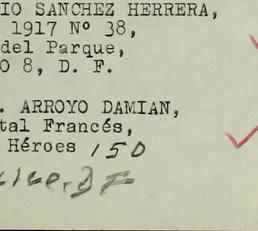 IO SANCHEZ HERRERA,
1917 Nº 38,
del Parque,
O 8, D. F.
. ARROYO DAMIAN,
tal Francés,
Héroes 150
D F